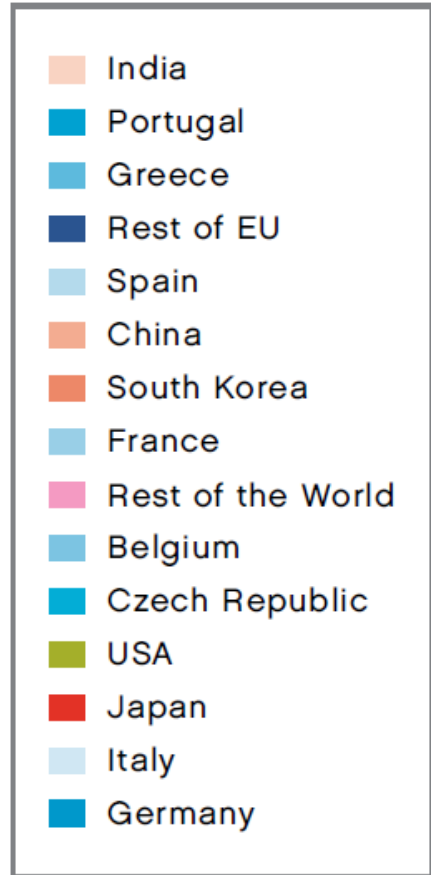 India
Portugal
Greece
Rest of EU
Spain
China
South Korea
France
Rest of the World
Belgium
Czech Republic
USA
Japan
Italy
Germany